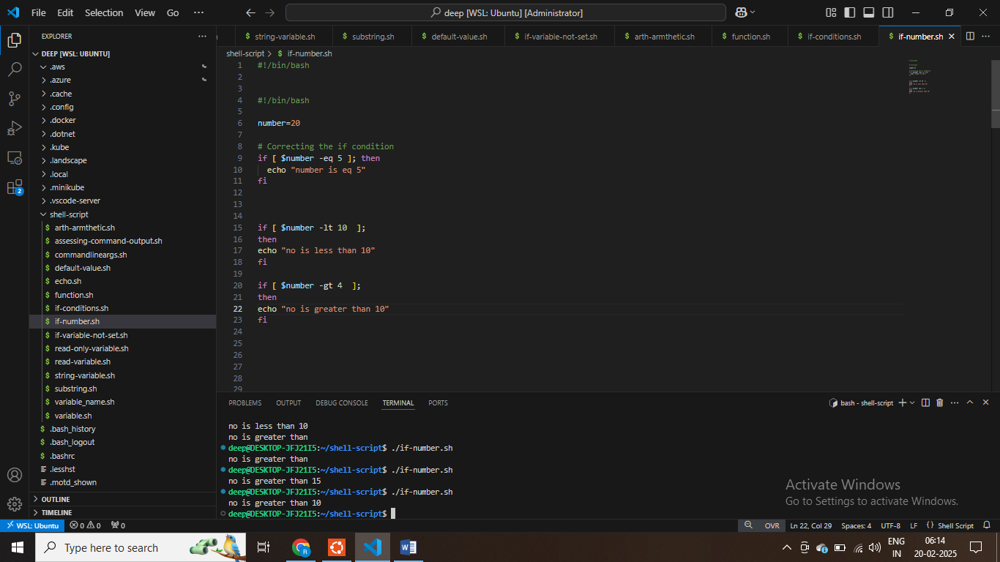 File Edit Selection View Go ···
deep [WSL: Ubuntu] [Administrator]
EXPLORER
string-variable.sh
substring.sh
default-value.sh
if-variable-not-set.sh
arth-armthetic.sh
function.sh
if-conditions.sh
if-number.sh
shell-script > if-number.sh
DEEP [WSL: UBUNTU]
.aws
.azure
.cache
.config
.docker
.dotnet
.kube
.landscape
.local
.minikube
.vscode-server
shell-script
arth-armthetic.sh
assessing-command-output.sh
commandlineargs.sh
default-value.sh
echo.sh
function.sh
if-conditions.sh
if-number.sh
if-variable-not-set.sh
read-only-variable.sh
read-variable.sh
string-variable.sh
substring.sh
variable_name.sh
variable.sh
.bash_history
.bash_logout
.bashrc
.lesshst
.motd_shown
OUTLINE
TIMELINE
2
1 #!/bin/bash
2
3
4 #!/bin/bash
5
6 number=20
7
8 # Correcting the if condition
9 if [ $number -eq 5 ]; then
10 echo "number is eq 5"
11 fi
12
13
14
15 if [ $number -lt 10  ];
16 then
17 echo "no is less than 10"
18 fi
19
20 if [ $number -gt 4  ];
21 then
22 echo "no is greater than 10"
23 fi
24
25
26
27
28
29
PROBLEMS OUTPUT DEBUG CONSOLE TERMINAL PORTS
bash - shell-script
no is less than 10
no is greater than
deep@DESKTOP-JFJ21I5:~/shell-script$ ./if-number.sh
no is greater than
deep@DESKTOP-JFJ21I5:~/shell-script$ ./if-number.sh
no is greater than 15
deep@DESKTOP-JFJ21I5:~/shell-script$ ./if-number.sh
no is greater than 10
deep@DESKTOP-JFJ21I5:~/shell-script$
Activate Windows
Go to Settings to activate Windows.
WSL: Ubuntu 0 0 0 OVR Ln 22, Col 29 Spaces: 4 UTF-8 LF Shell Script
Type here to search
ENG
IN
06:14
20-02-2025